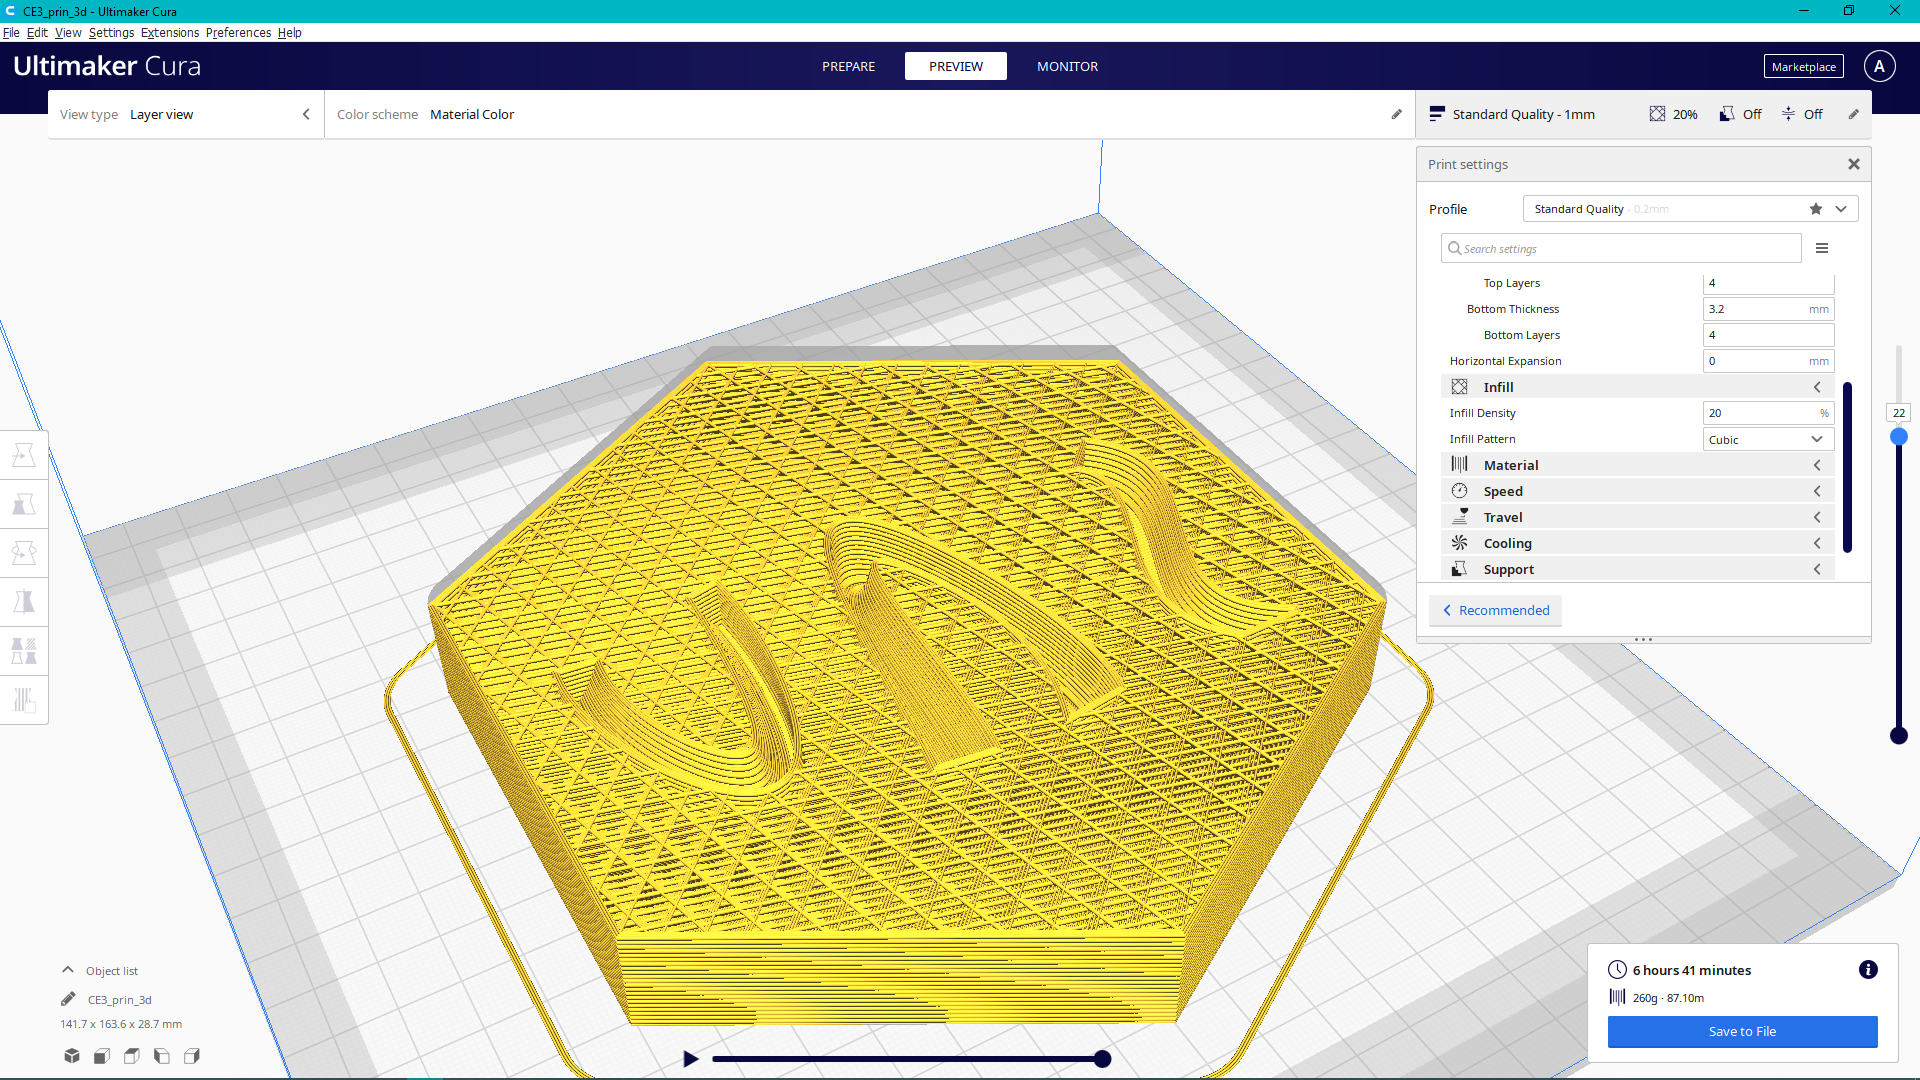 CE3_prin_3d - Ultimaker Cura
File Edit View Settings Extensions Preferences Help
Ultimaker Cura
PREPARE PREVIEW MONITOR
Marketplace A
View type Layer view
Color scheme Material Color
Standard Quality - 1mm 20% Off Off
Print settings
Profile Standard Quality - 0.2mm
Search settings
Top Layers 4
Bottom Thickness 3.2 mm
Bottom Layers 4
Horizontal Expansion 0 mm
Infill
Infill Density 20 %
Infill Pattern Cubic
Material
Speed
Travel
Cooling
Support
Recommended
22
Object list
CE3_prin_3d
141.7 x 163.6 x 28.7 mm
6 hours 41 minutes
260g · 87.10m
Save to File